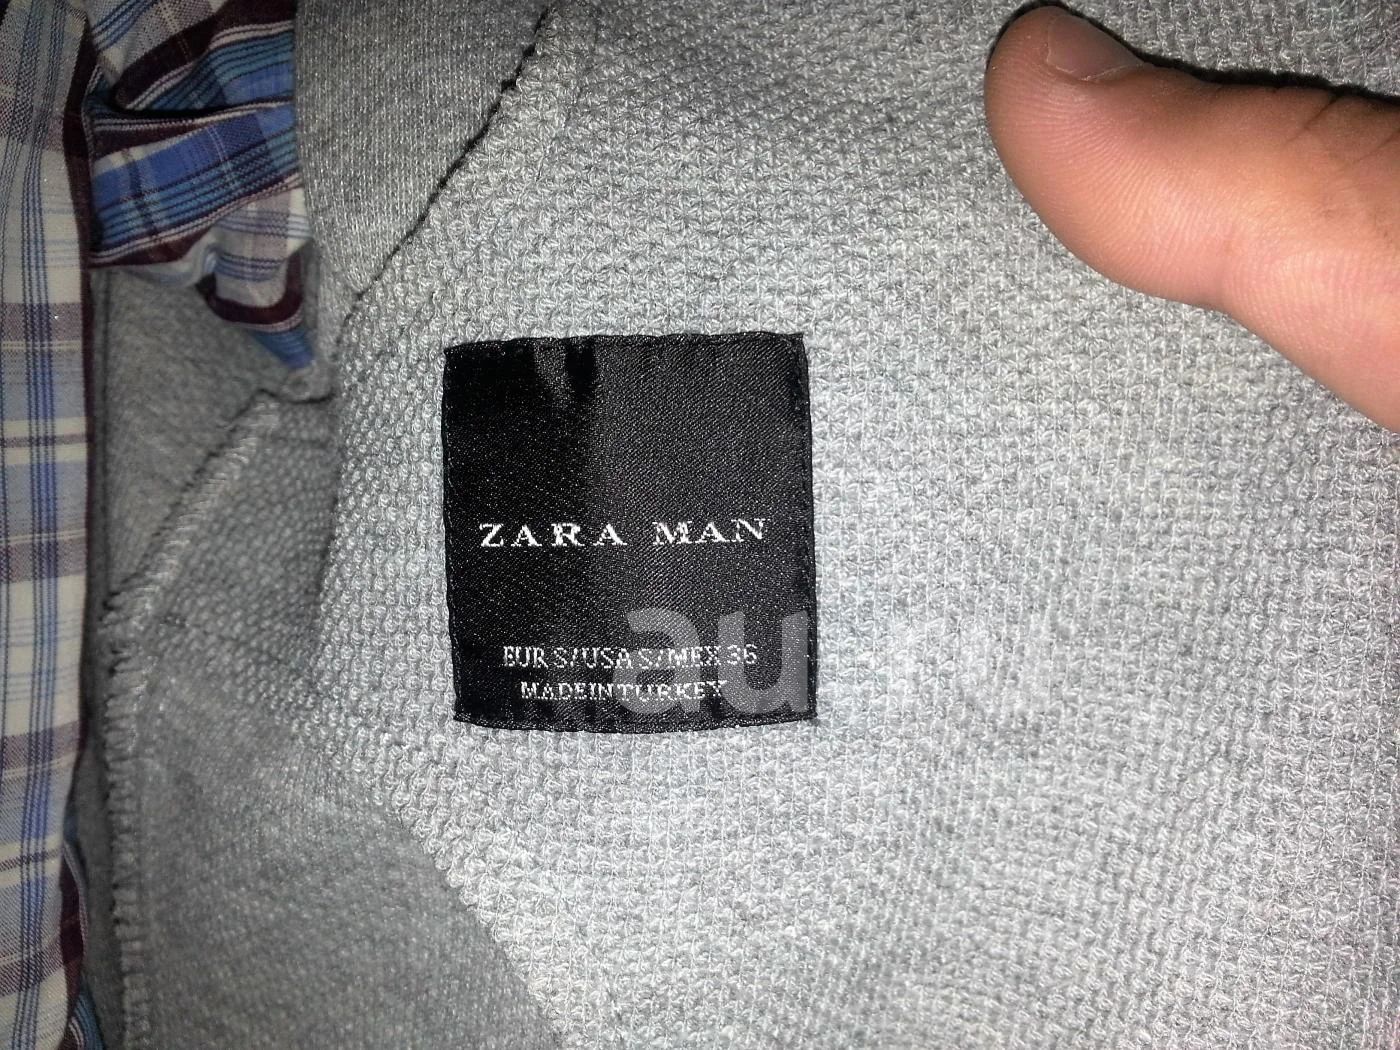 ZARA MAN
EUR S/USA S/MEX 36
MADE IN TURKEY